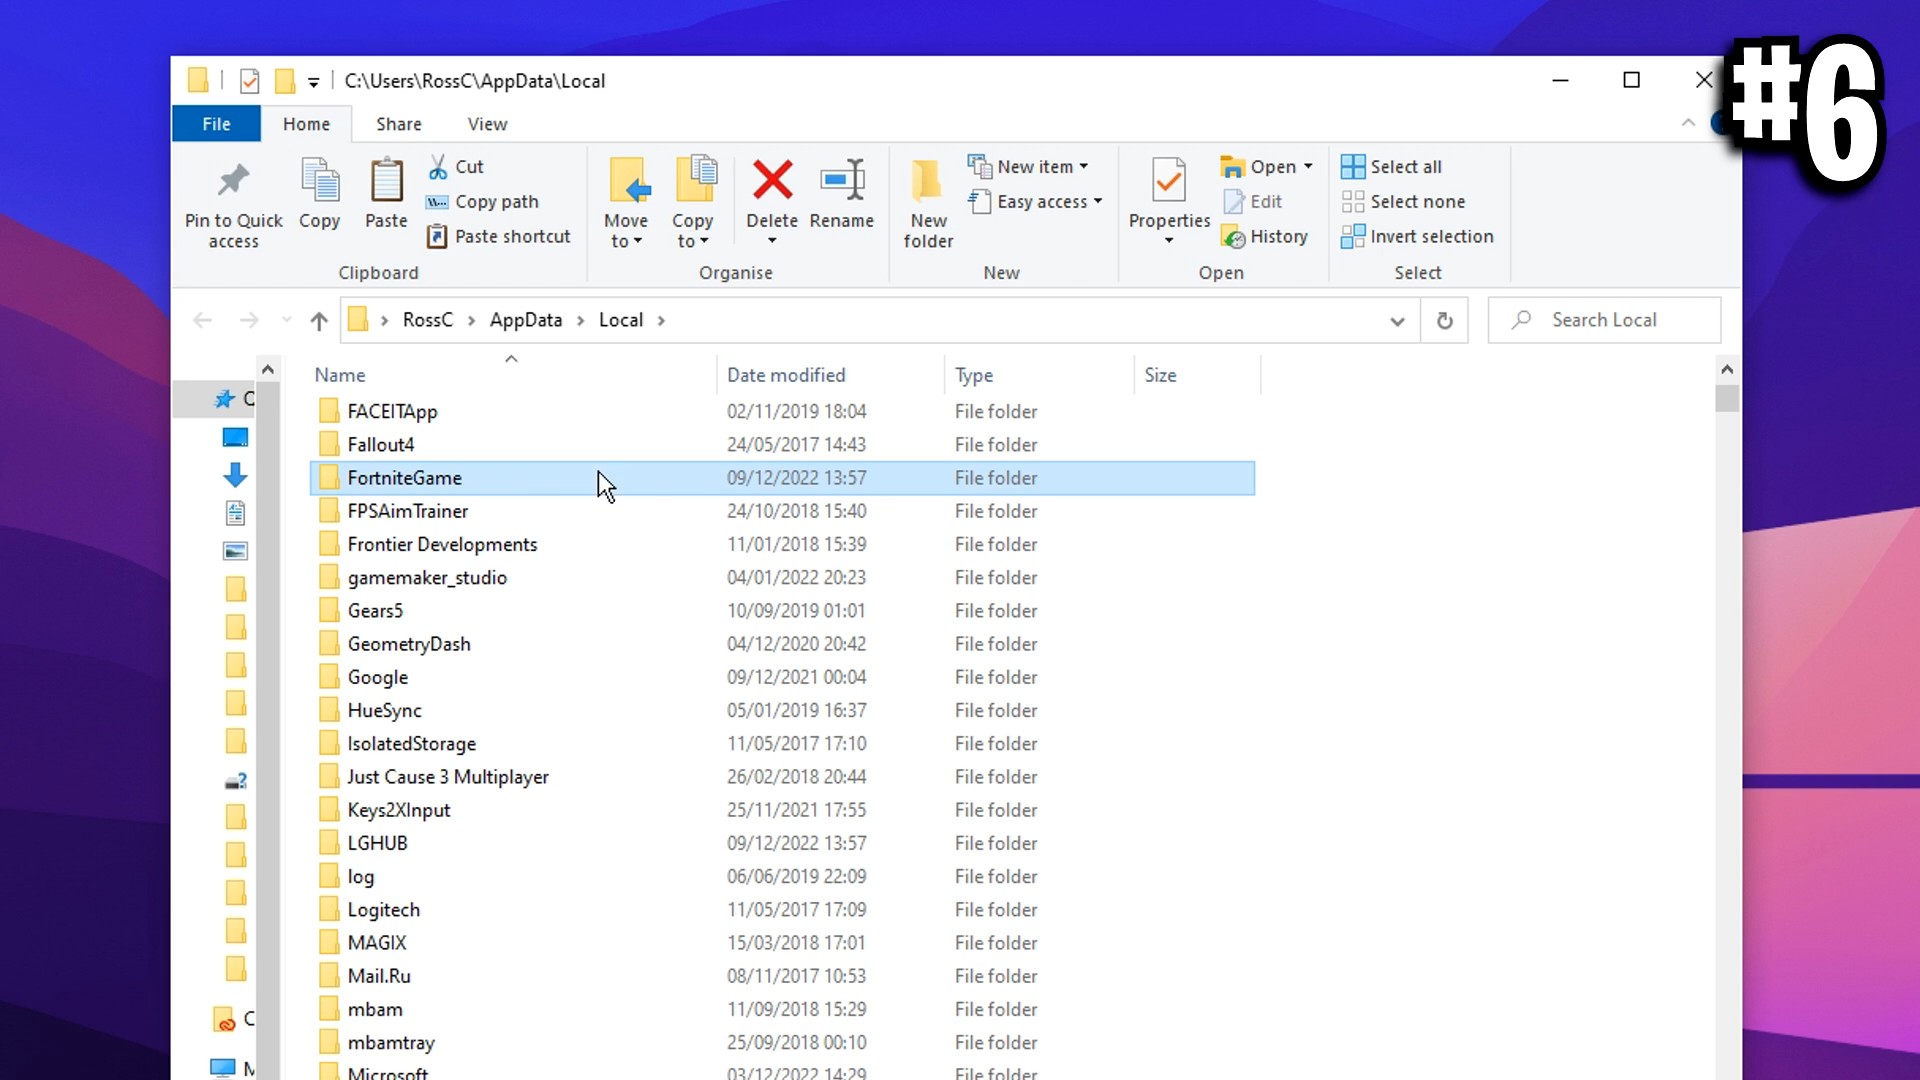 #6
C:\Users\RossC\AppData\Local
File Home Share View
Pin to Quick access
Copy
Paste
Cut
Copy path
Paste shortcut
Clipboard
Move to
Copy to
Delete
Rename
Organise
New folder
New item
Easy access
New
Properties
Open
Edit
History
Open
Select all
Select none
Invert selection
Select
RossC AppData Local
Search Local
Name Date modified Type Size
FACEITApp 02/11/2019 18:04 File folder
Fallout4 24/05/2017 14:43 File folder
FortniteGame 09/12/2022 13:57 File folder
FPSAimTrainer 24/10/2018 15:40 File folder
Frontier Developments 11/01/2018 15:39 File folder
gamemaker_studio 04/01/2022 20:23 File folder
Gears5 10/09/2019 01:01 File folder
GeometryDash 04/12/2020 20:42 File folder
Google 09/12/2021 00:04 File folder
HueSync 05/01/2019 16:37 File folder
IsolatedStorage 11/05/2017 17:10 File folder
Just Cause 3 Multiplayer 26/02/2018 20:44 File folder
Keys2XInput 25/11/2021 17:55 File folder
LGHUB 09/12/2022 13:57 File folder
log 06/06/2019 22:09 File folder
Logitech 11/05/2017 17:09 File folder
MAGIX 15/03/2018 17:01 File folder
Mail.Ru 08/11/2017 10:53 File folder
mbam 11/09/2018 15:29 File folder
mbamtray 25/09/2018 00:10 File folder
Microsoft 03/12/2022 14:29 File folder